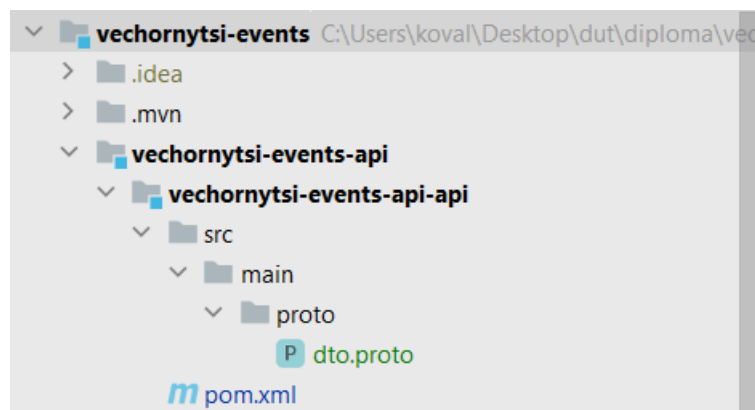 vechornytsi-events C:\Users\koval\Desktop\dut\diploma\vec
.idea
.mvn
vechornytsi-events-api
vechornytsi-events-api-api
src
main
proto
P dto.proto
m pom.xml